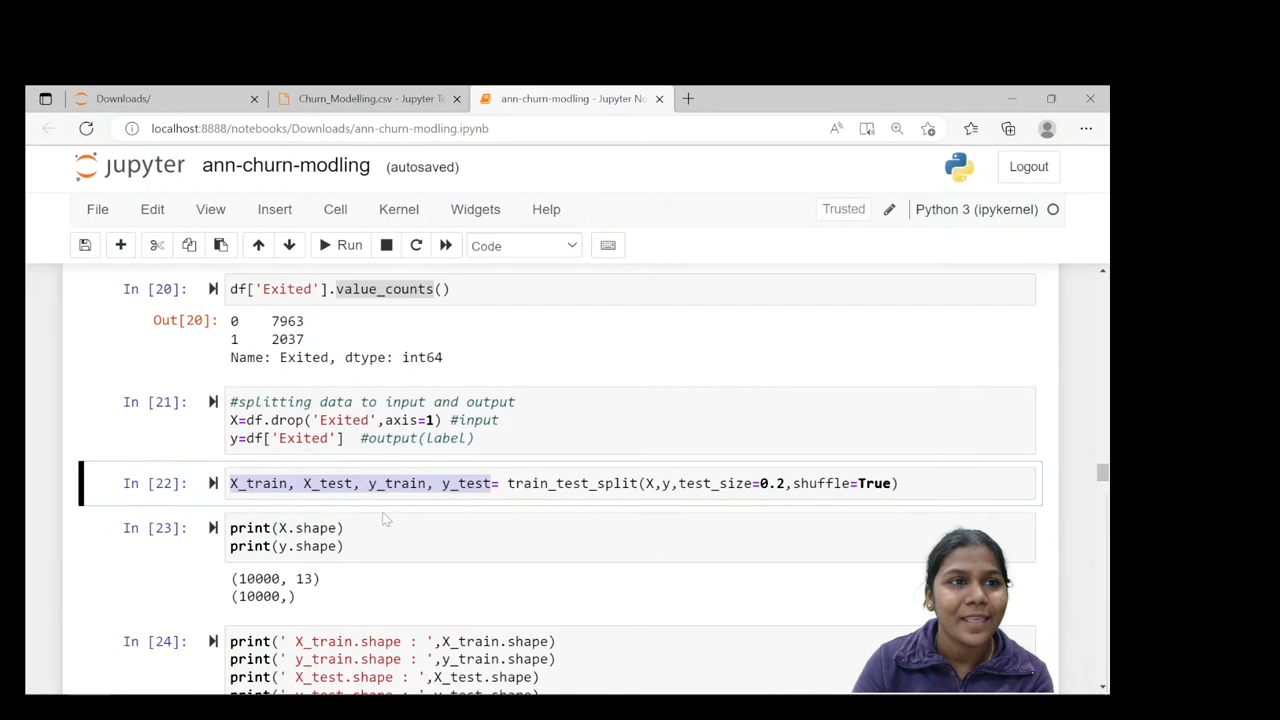 Downloads/
Churn_Modelling.csv - Jupyter Te
ann-churn-modling - Jupyter No
localhost:8888/notebooks/Downloads/ann-churn-modling.ipynb
jupyter ann-churn-modling (autosaved)
Logout
File Edit View Insert Cell Kernel Widgets Help
Trusted
Python 3 (ipykernel)
Run
Code
In [20]: df['Exited'].value_counts()
Out[20]: 0 7963
1 2037
Name: Exited, dtype: int64
In [21]: #splitting data to input and output
X=df.drop('Exited',axis=1) #input
y=df['Exited'] #output(label)
In [22]: X_train, X_test, y_train, y_test= train_test_split(X,y,test_size=0.2,shuffle=True)
In [23]: print(X.shape)
print(y.shape)
(10000, 13)
(10000,)
In [24]: print(' X_train.shape : ',X_train.shape)
print(' y_train.shape : ',y_train.shape)
print(' X_test.shape : ',X_test.shape)